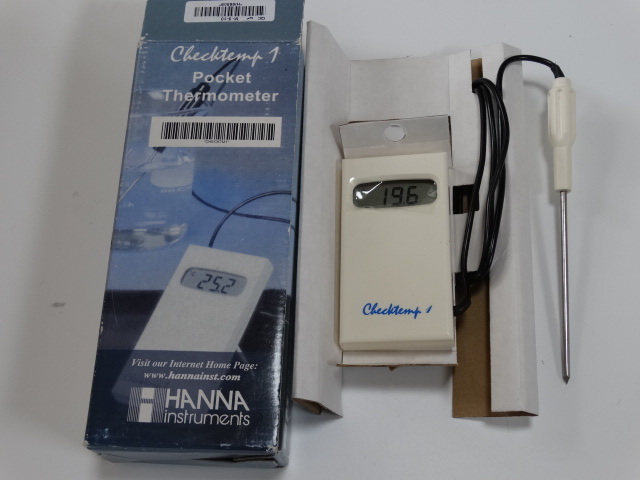 Checktemp 1
Pocket
Thermometer
25.2
Visit our Internet Home Page:
www.hannainst.com
HANNA
instruments
19.6
Checktemp 1